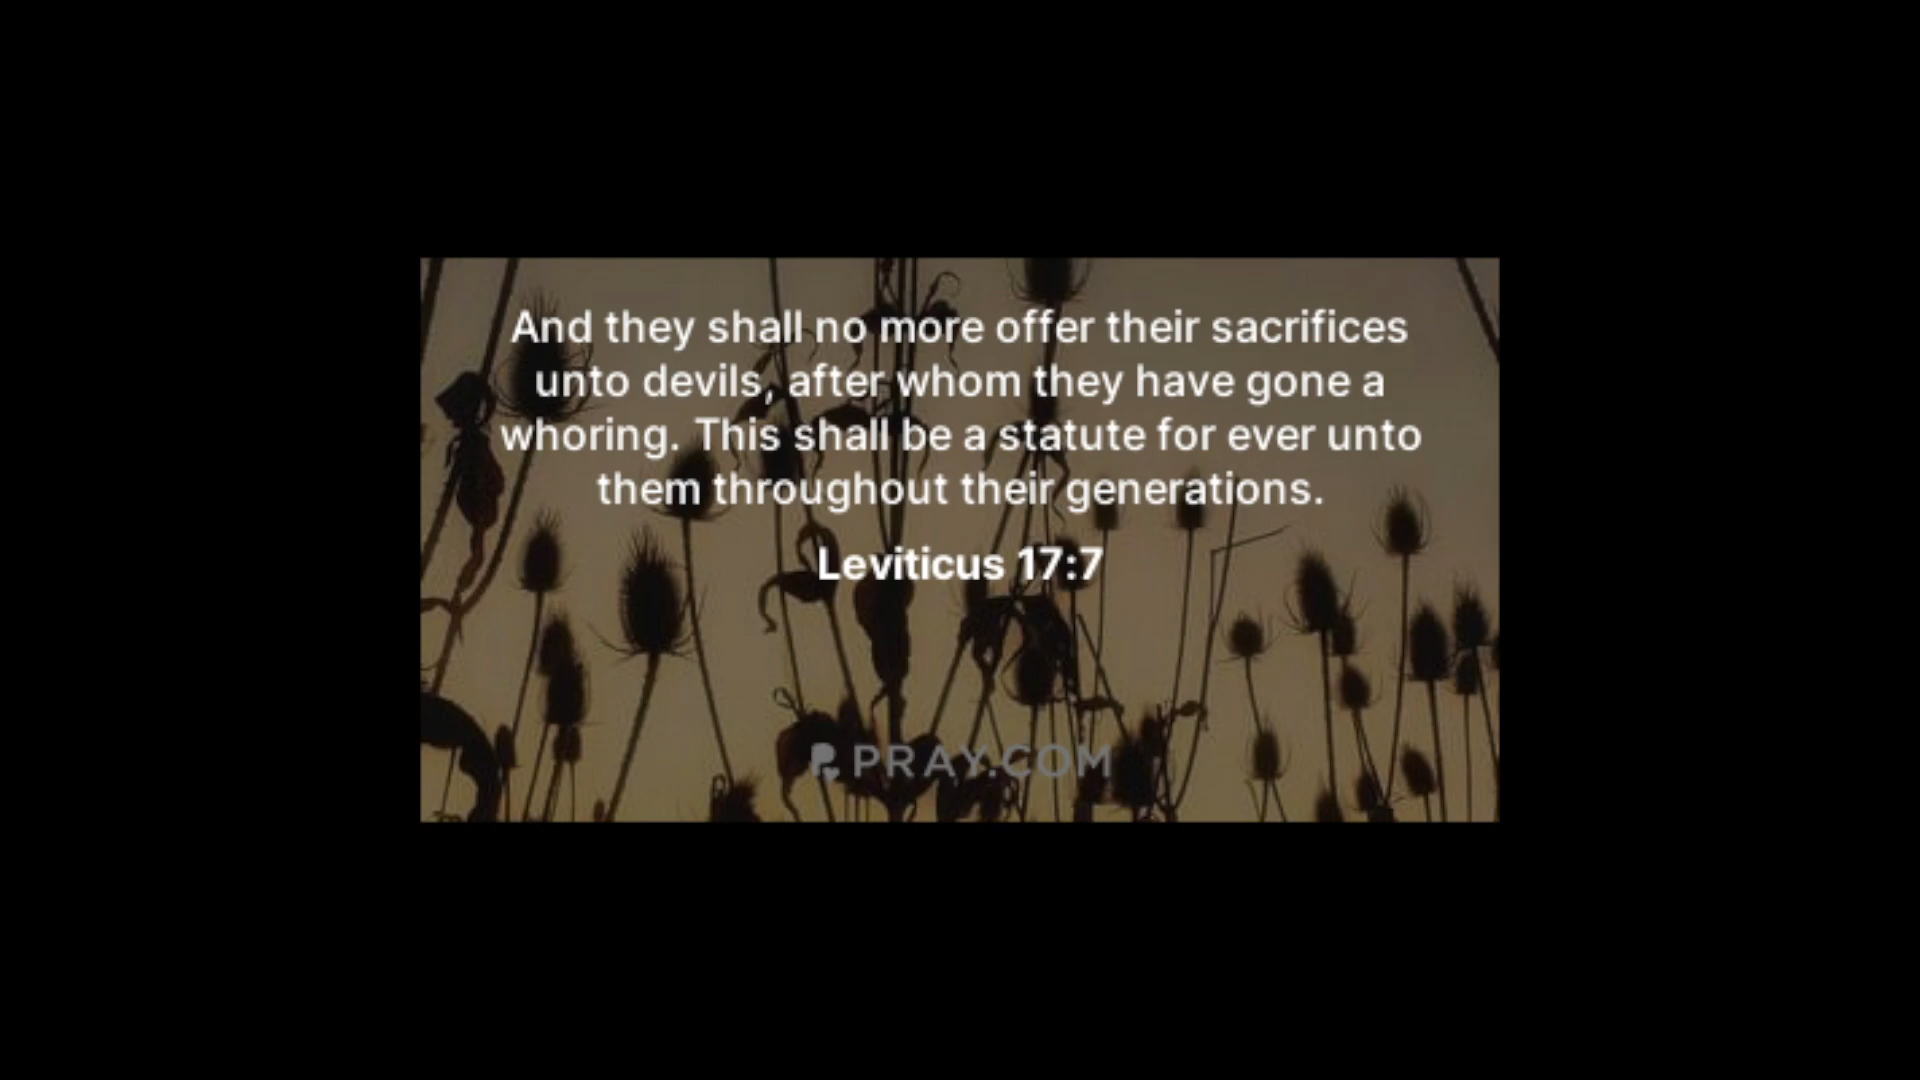 And they shall no more offer their sacrifices
unto devils, after whom they have gone a
whoring. This shall be a statute for ever unto
them throughout their generations.
Leviticus 17:7
PRAY.COM